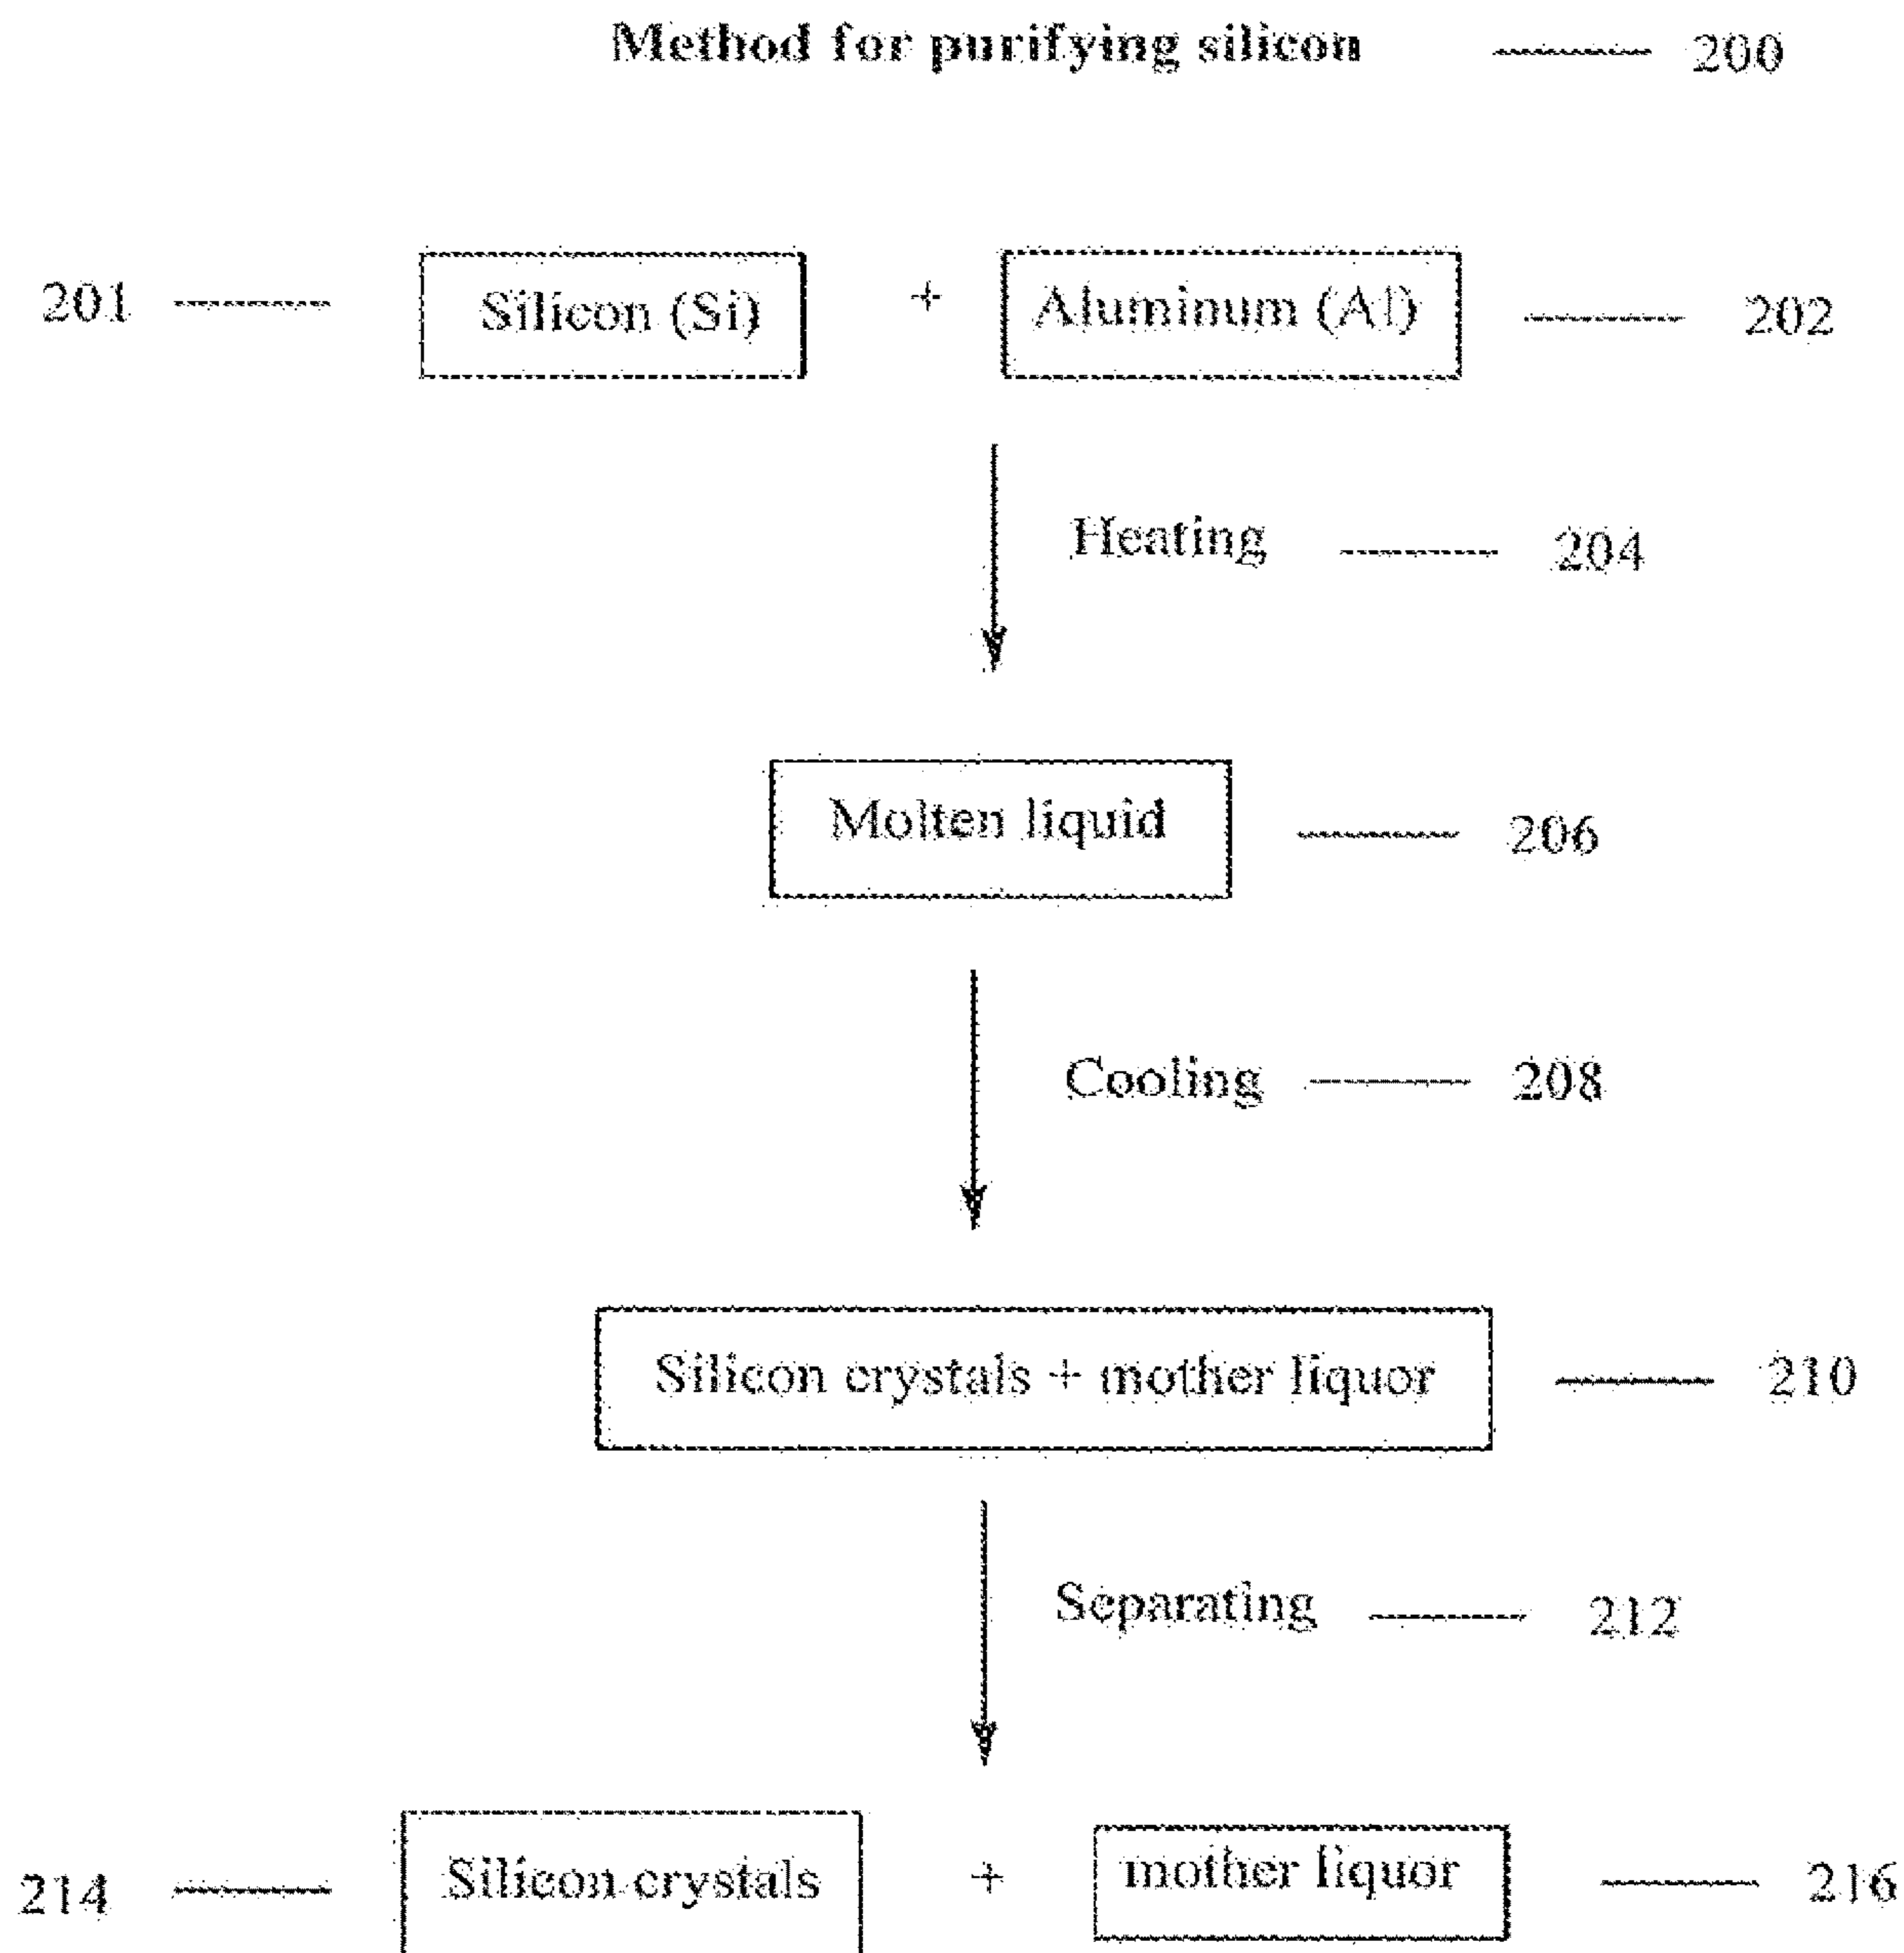 Method for purifying silicon 200
201 Silicon (Si) + Aluminum (Al) 202
Heating 204
Molten liquid 206
Cooling 208
Silicon crystals + mother liquor 210
Separating 212
214 Silicon crystals + mother liquor 216